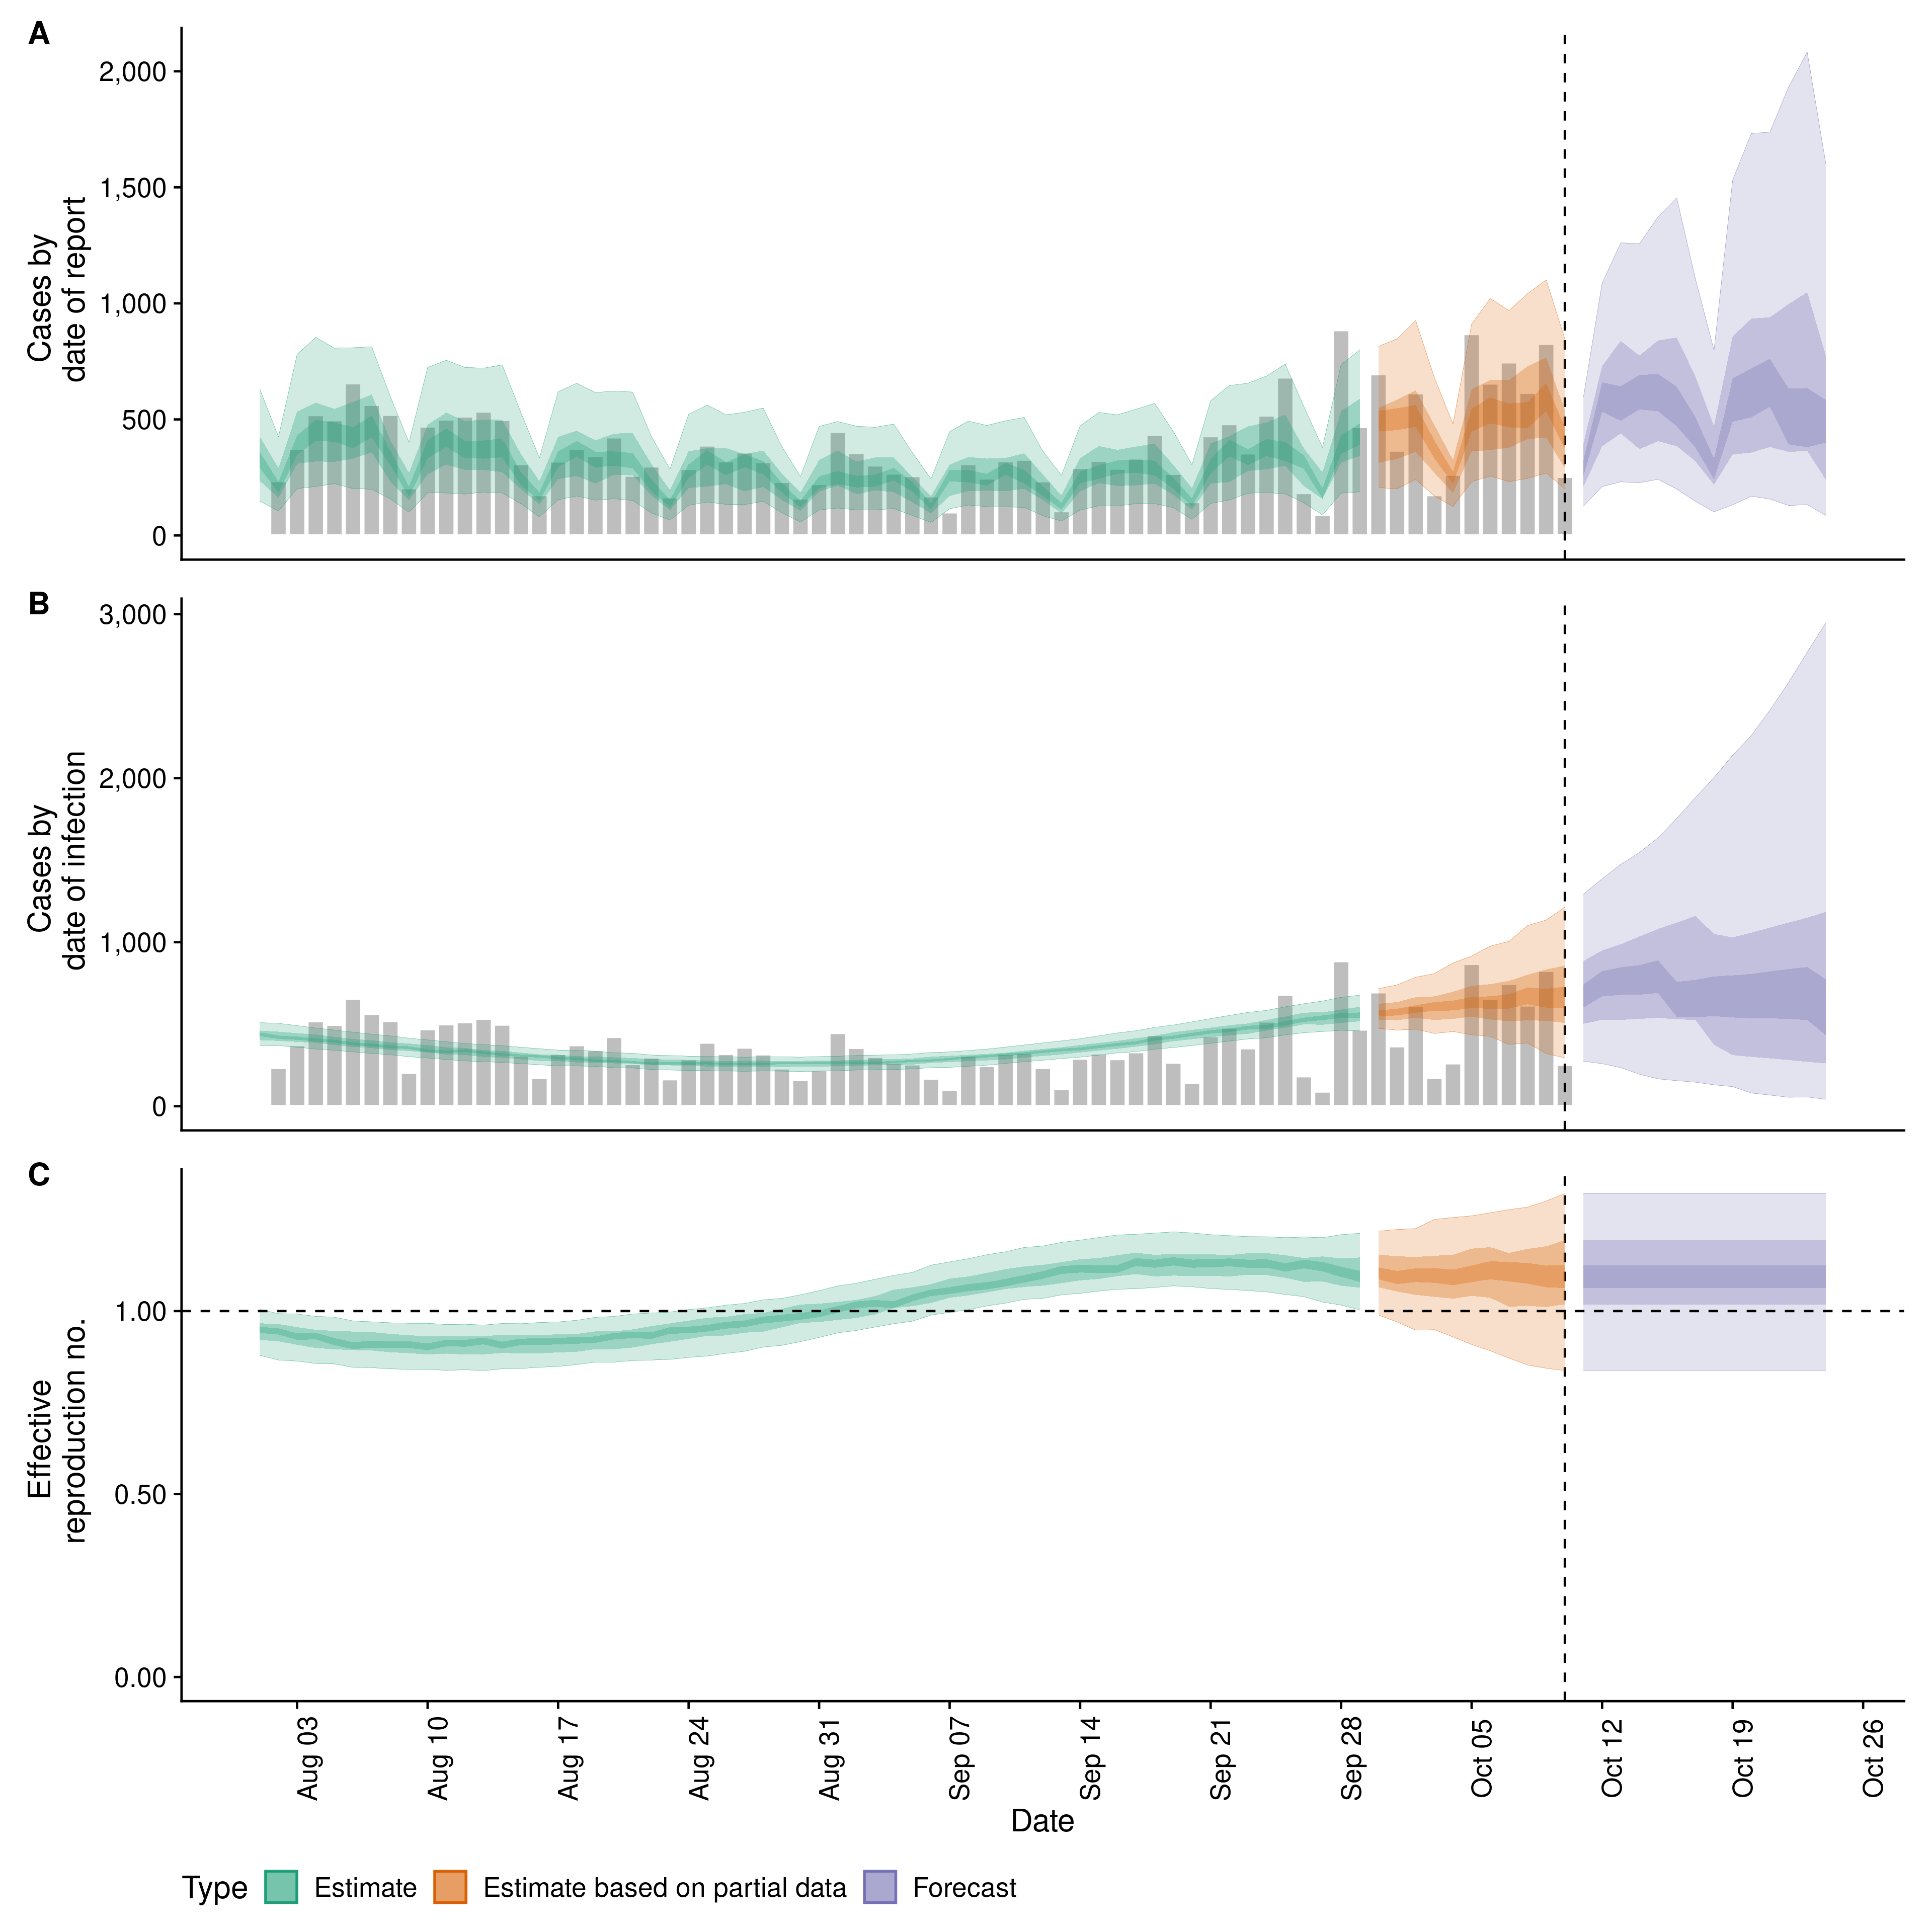 A
2,000
1,500
1,000
500
0
Cases by
date of report
B
3,000
2,000
1,000
0
Cases by
date of infection
C
1.00
0.50
0.00
Effective
reproduction no.
Aug 03
Aug 10
Aug 17
Aug 24
Aug 31
Sep 07
Sep 14
Sep 21
Sep 28
Oct 05
Oct 12
Oct 19
Oct 26
Date
Type Estimate Estimate based on partial data Forecast